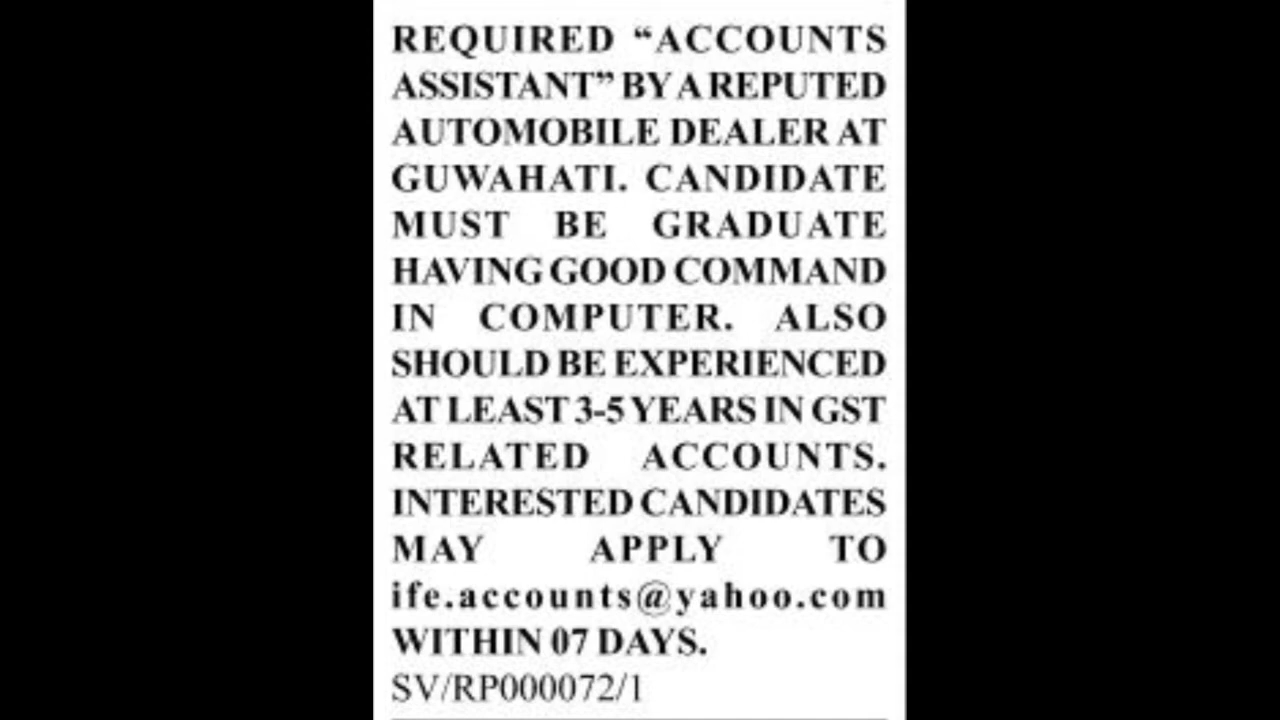 REQUIRED “ACCOUNTS
ASSISTANT” BY A REPUTED
AUTOMOBILE DEALER AT
GUWAHATI. CANDIDATE
MUST BE GRADUATE
HAVING GOOD COMMAND
IN COMPUTER. ALSO
SHOULD BE EXPERIENCED
AT LEAST 3-5 YEARS IN GST
RELATED ACCOUNTS.
INTERESTED CANDIDATES
MAY APPLY TO
ife.accounts@yahoo.com
WITHIN 07 DAYS.
SV/RP000072/1